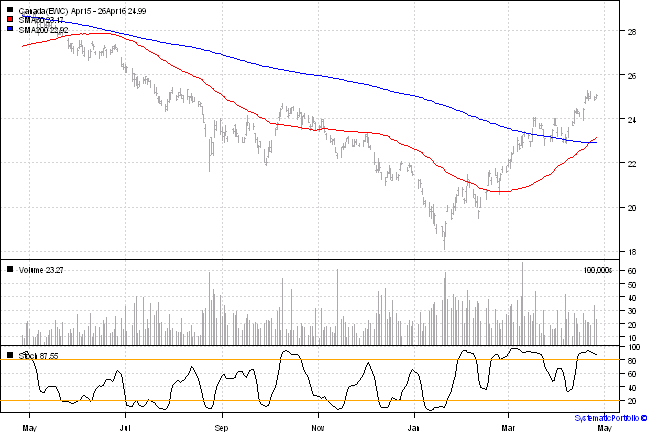 Canada(EWC) Apr15 - 26Apr16 24.99
SMA50 23.17
SMA200 22.92
28
26
24
22
20
18
Volume 23.27
100,000s
60
50
40
30
20
10
Stoch 87.55
100
80
60
40
20
May Jul Sep Nov Jan Mar May
SystematicPortfolio ©